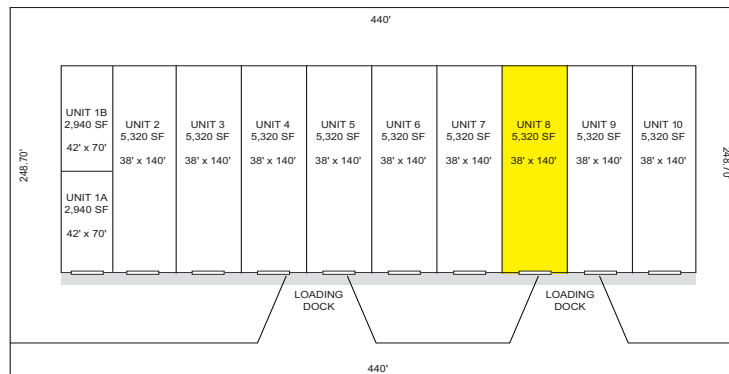 440'
248.70'
UNIT 1B
2,940 SF
42' x 70'
UNIT 1A
2,940 SF
42' x 70'
UNIT 2
5,320 SF
38' x 140'
UNIT 3
5,320 SF
38' x 140'
UNIT 4
5,320 SF
38' x 140'
UNIT 5
5,320 SF
38' x 140'
UNIT 6
5,320 SF
38' x 140'
UNIT 7
5,320 SF
38' x 140'
UNIT 8
5,320 SF
38' x 140'
UNIT 9
5,320 SF
38' x 140'
UNIT 10
5,320 SF
38' x 140'
248.70'
LOADING
DOCK
LOADING
DOCK
440'